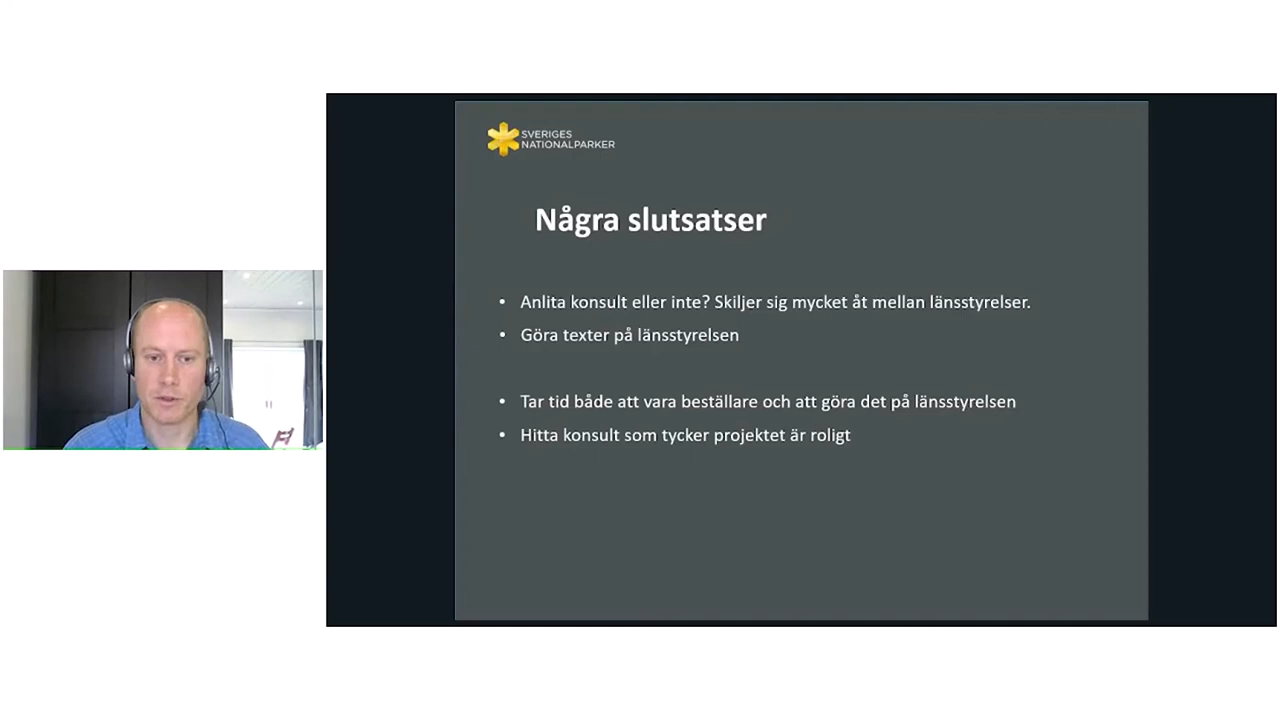 SVERIGES
NATIONALPARKER
Några slutsatser
• Anlita konsult eller inte? Skiljer sig mycket åt mellan länsstyrelser.
• Göra texter på länsstyrelsen
• Tar tid både att vara beställare och att göra det på länsstyrelsen
• Hitta konsult som tycker projektet är roligt